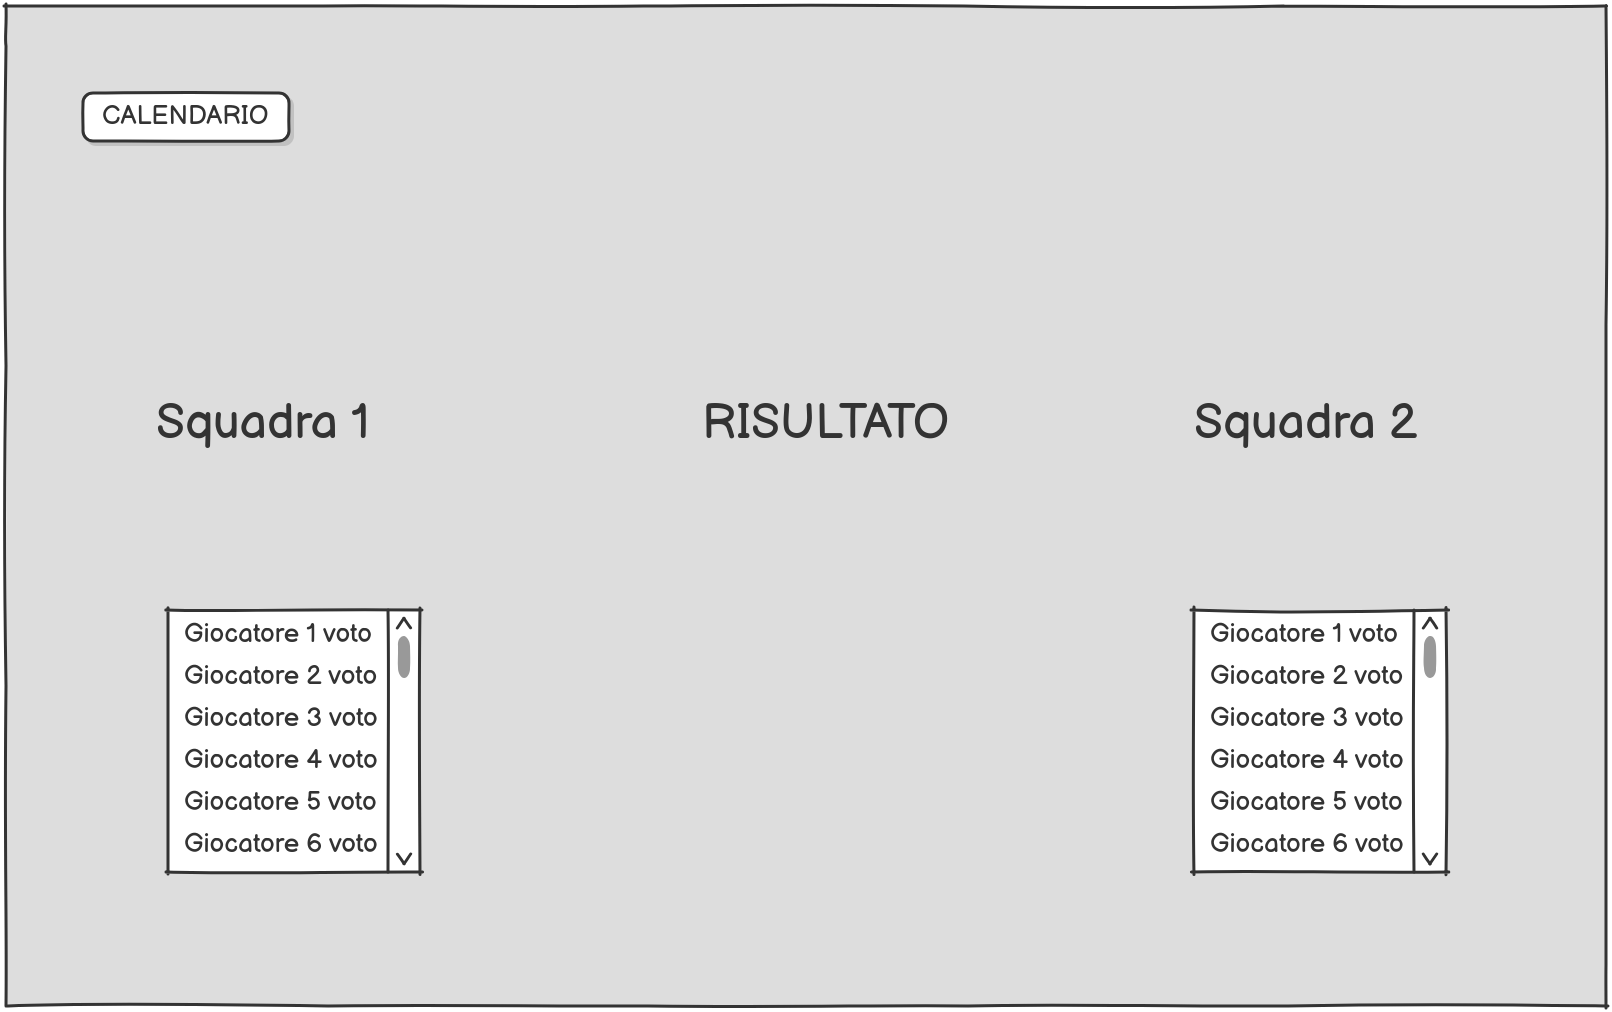 CALENDARIO
Squadra 1
RISULTATO
Squadra 2
Giocatore 1 voto
Giocatore 2 voto
Giocatore 3 voto
Giocatore 4 voto
Giocatore 5 voto
Giocatore 6 voto
Giocatore 1 voto
Giocatore 2 voto
Giocatore 3 voto
Giocatore 4 voto
Giocatore 5 voto
Giocatore 6 voto